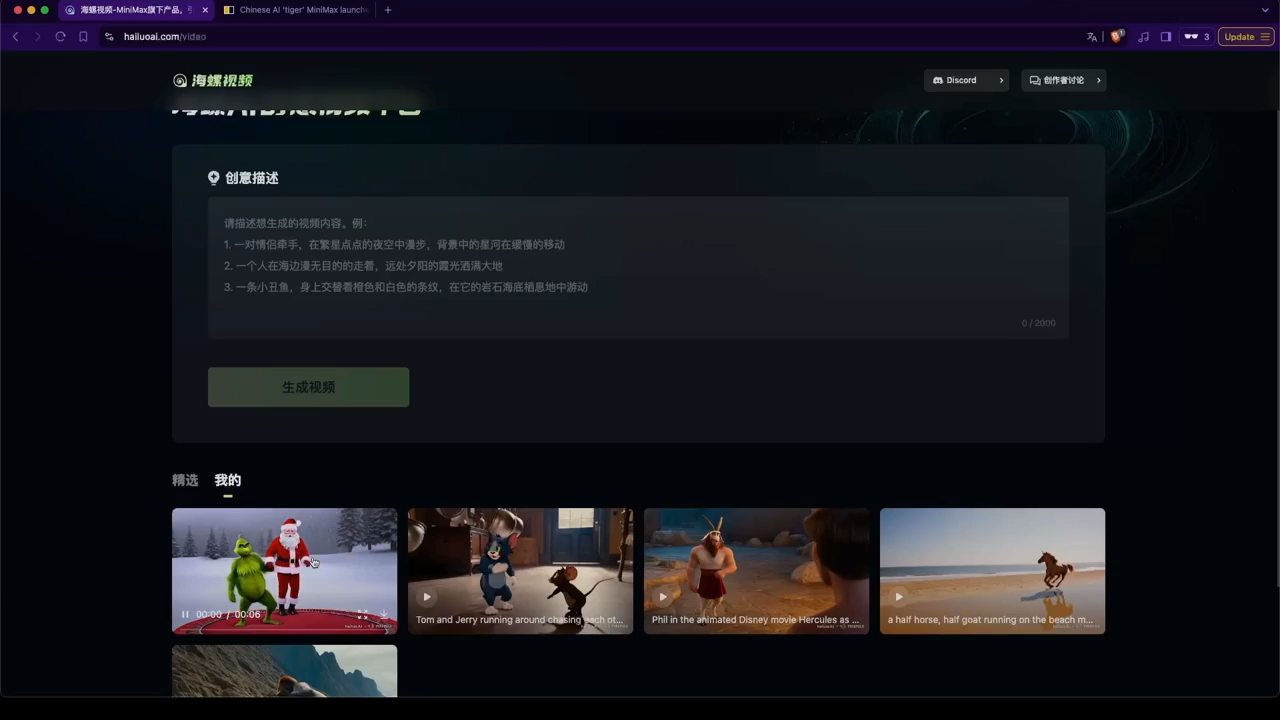 海螺视频-MiniMax旗下产品，
Chinese AI 'tiger' MiniMax launch
hailuoai.com/video
1
3
Update
海螺视频
Discord
创作者讨论
创意描述
请描述想生成的视频内容。例：
1. 一对情侣牵手，在繁星点点的夜空中漫步，背景中的星河在缓慢的移动
2. 一个人在海边漫无目的的走着，远处夕阳的霞光洒满大地
3. 一条小丑鱼，身上交替着橙色和白色的条纹，在它的岩石海底栖息地中游动
0 / 2000
生成视频
精选 我的
00:00 / 00:06
Tom and Jerry running around chasing each ot...
Phil in the animated Disney movie Hercules as ...
a half horse, half goat running on the beach m...